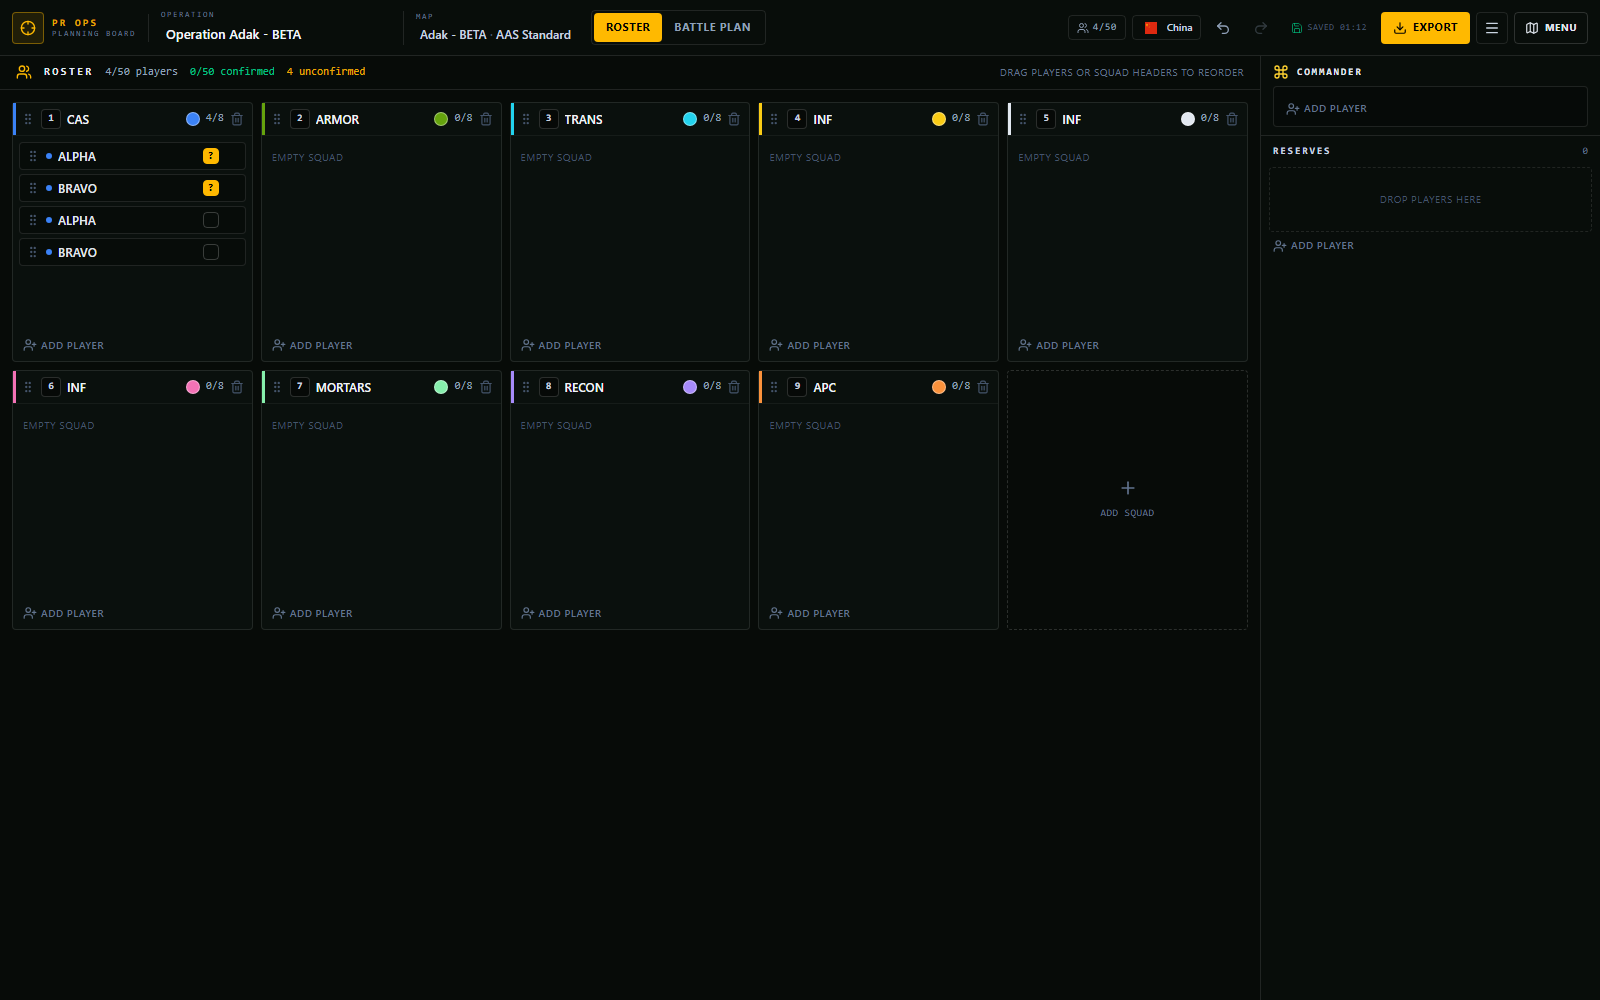 PR OPS
PLANNING BOARD
OPERATION
Operation Adak - BETA
MAP
Adak - BETA · AAS Standard
ROSTER
BATTLE PLAN
4/50
China
SAVED 01:12
EXPORT
MENU
ROSTER 4/50 players 0/50 confirmed 4 unconfirmed
DRAG PLAYERS OR SQUAD HEADERS TO REORDER
1 CAS 4/8
ALPHA ?
BRAVO ?
ALPHA
BRAVO
ADD PLAYER
2 ARMOR 0/8
EMPTY SQUAD
ADD PLAYER
3 TRANS 0/8
EMPTY SQUAD
ADD PLAYER
4 INF 0/8
EMPTY SQUAD
ADD PLAYER
5 INF 0/8
EMPTY SQUAD
ADD PLAYER
6 INF 0/8
EMPTY SQUAD
ADD PLAYER
7 MORTARS 0/8
EMPTY SQUAD
ADD PLAYER
8 RECON 0/8
EMPTY SQUAD
ADD PLAYER
9 APC 0/8
EMPTY SQUAD
ADD PLAYER
ADD SQUAD
COMMANDER
ADD PLAYER
RESERVES 0
DROP PLAYERS HERE
ADD PLAYER